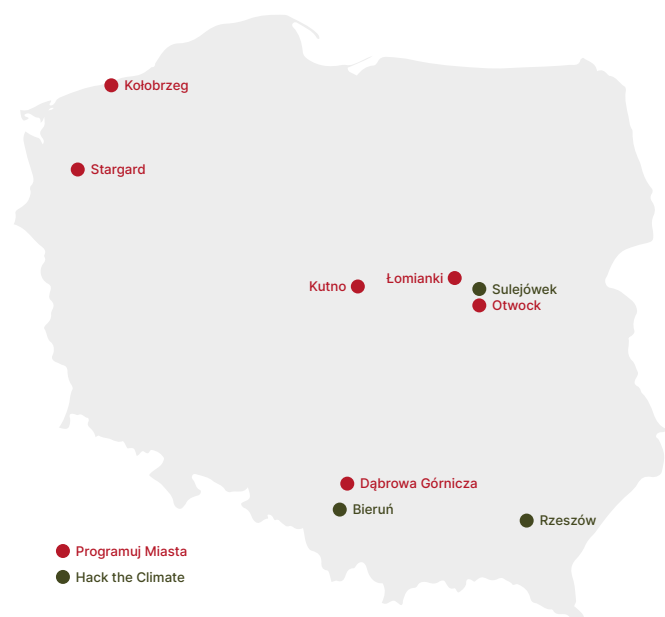 Kołobrzeg
Stargard
Łomianki
Kutno
Sulejówek
Otwock
Dąbrowa Górnicza
Bieruń
Rzeszów
Programuj Miasta
Hack the Climate